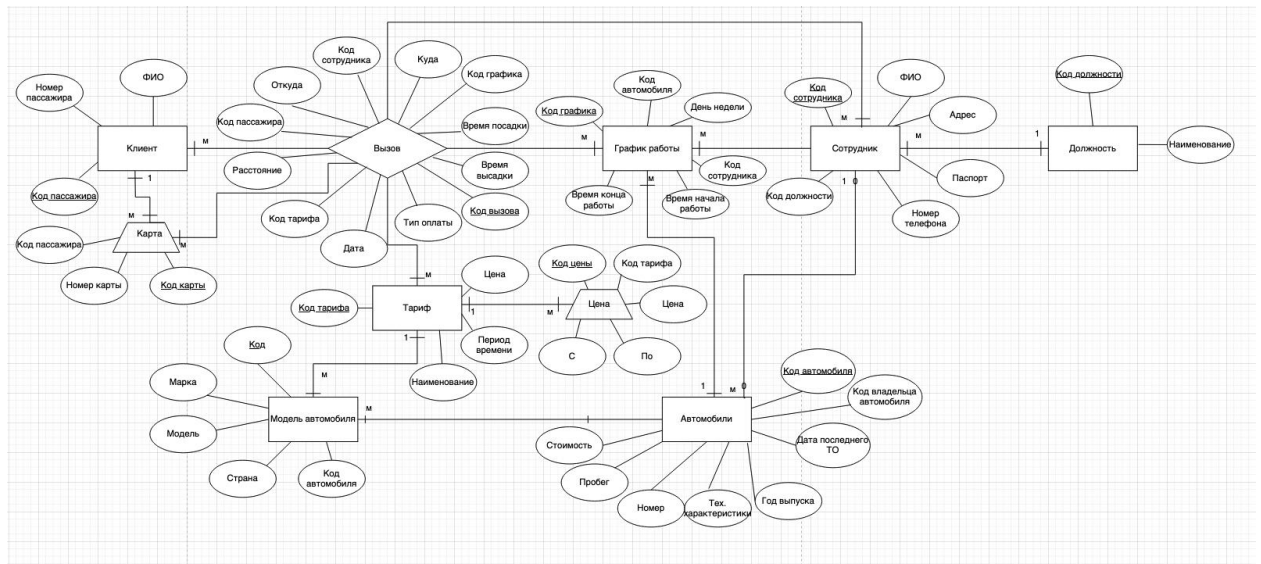 Код
сотрудника
Куда
Код графика
Откуда
ФИО
Номер
пассажира
Код пассажира
Время посадки
Клиент
1
м
Вызов
Расстояние
Время
высадки
Код пассажира
Код тарифа
Тип оплаты
Код вызова
Дата
Карта
м
м
Код пассажира
Номер карты
Код карты
Код
автомобиля
Код графика
День недели
м
График работы
м
м
Код
сотрудника
Время конца
работы
Время начала
работы
Код
сотрудника
ФИО
Адрес
м
Сотрудник
м
1
0
Паспорт
Код должности
Номер
телефона
Код должности
1
Должность
Наименование
м
Код тарифа
Тариф
Цена
1
1
Период
времени
Наименование
Код цены
Код тарифа
м
Цена
Цена
С
По
Код
Марка
м
Модель автомобиля
м
Модель
Страна
Код
автомобиля
1
м
0
Автомобили
Код автомобиля
Код владельца
автомобиля
Дата последнего
ТО
Год выпуска
Тех.
характеристики
Номер
Пробег
Стоимость